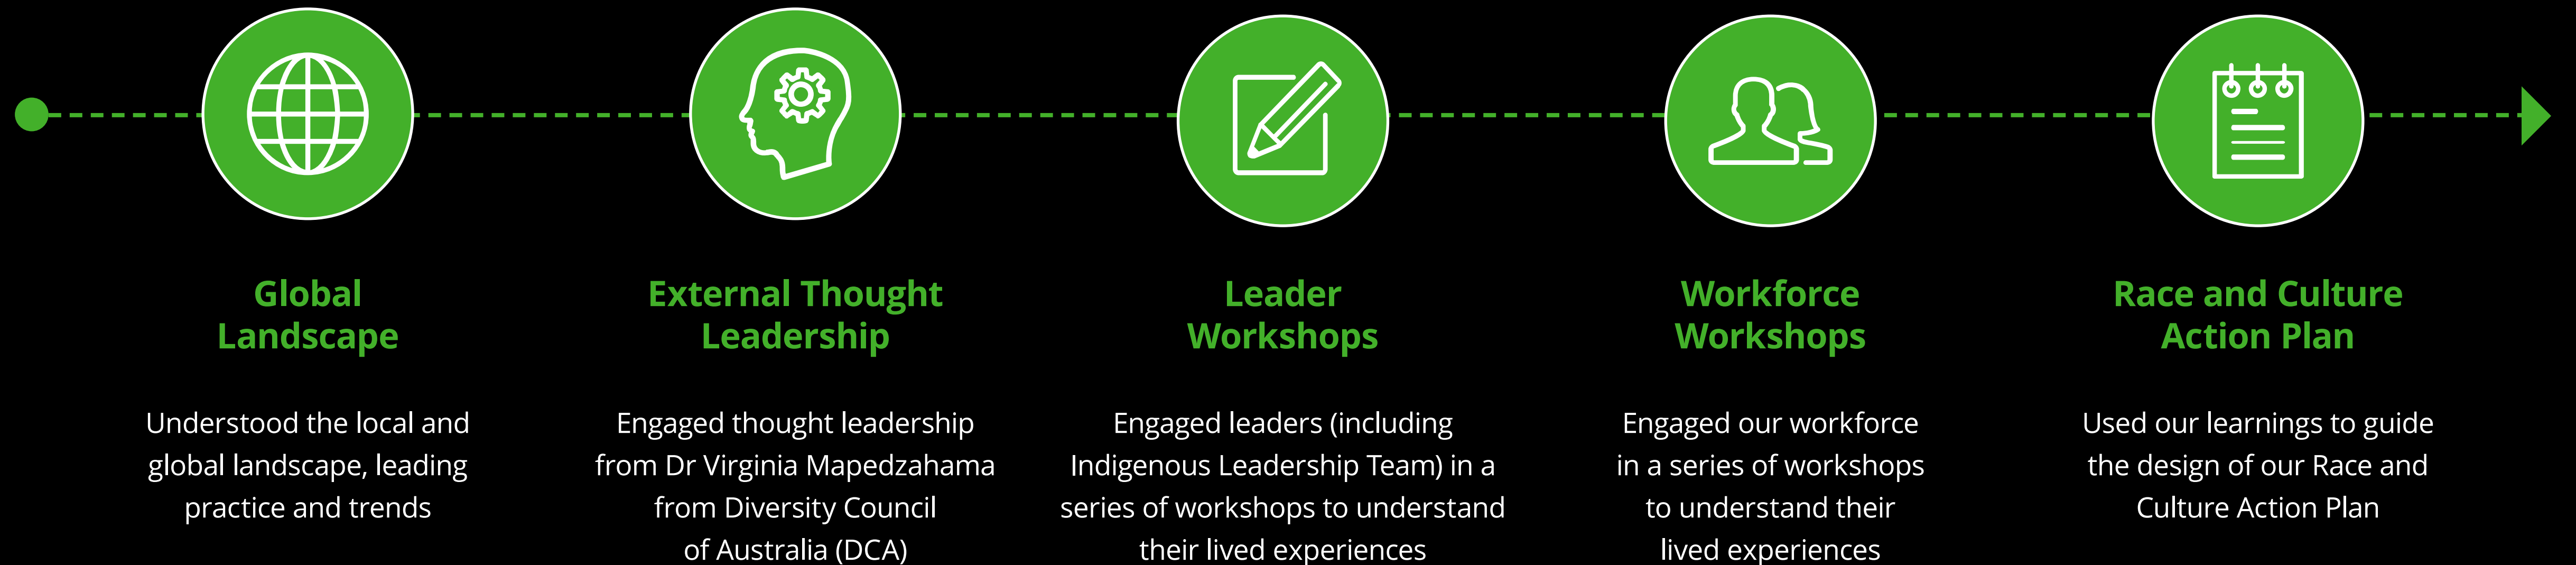 Global
Landscape
Understood the local and
global landscape, leading
practice and trends
External Thought
Leadership
Engaged thought leadership
from Dr Virginia Mapedzahama
from Diversity Council
of Australia (DCA)
Leader
Workshops
Engaged leaders (including
Indigenous Leadership Team) in a
series of workshops to understand
their lived experiences
Workforce
Workshops
Engaged our workforce
in a series of workshops
to understand their
lived experiences
Race and Culture
Action Plan
Used our learnings to guide
the design of our Race and
Culture Action Plan